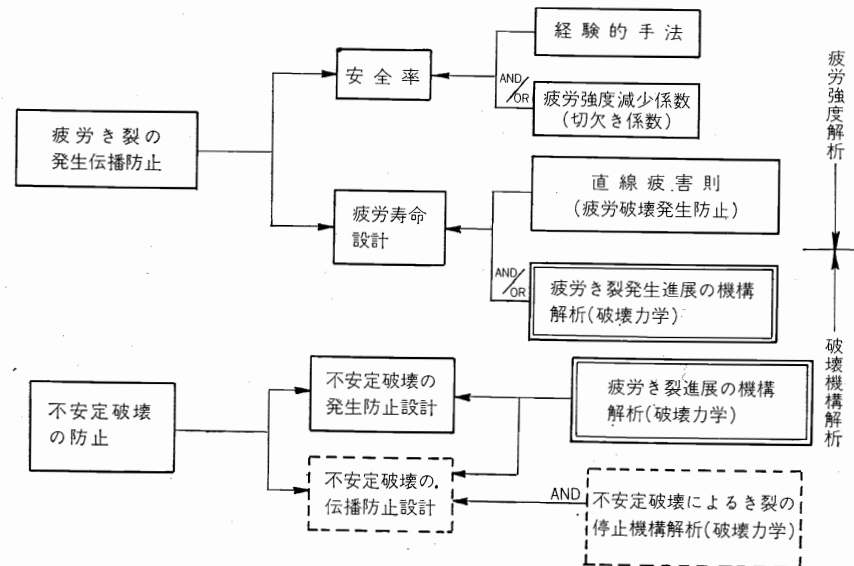 経験的手法
安全率
AND/OR
疲労強度減少係数
(切欠き係数)
疲労き裂の
発生伝播防止
直線疲害則
(疲労破壊発生防止)
疲労寿命
設計
AND/OR
疲労き裂発生進展の機構
解析(破壊力学)
疲労強度解析
破壊機構解析
不安定破壊の
発生防止設計
疲労き裂進展の機構
解析(破壊力学)
不安定破壊
の防止
不安定破壊の
伝播防止設計
AND
不安定破壊によるき裂の
停止機構解析(破壊力学)